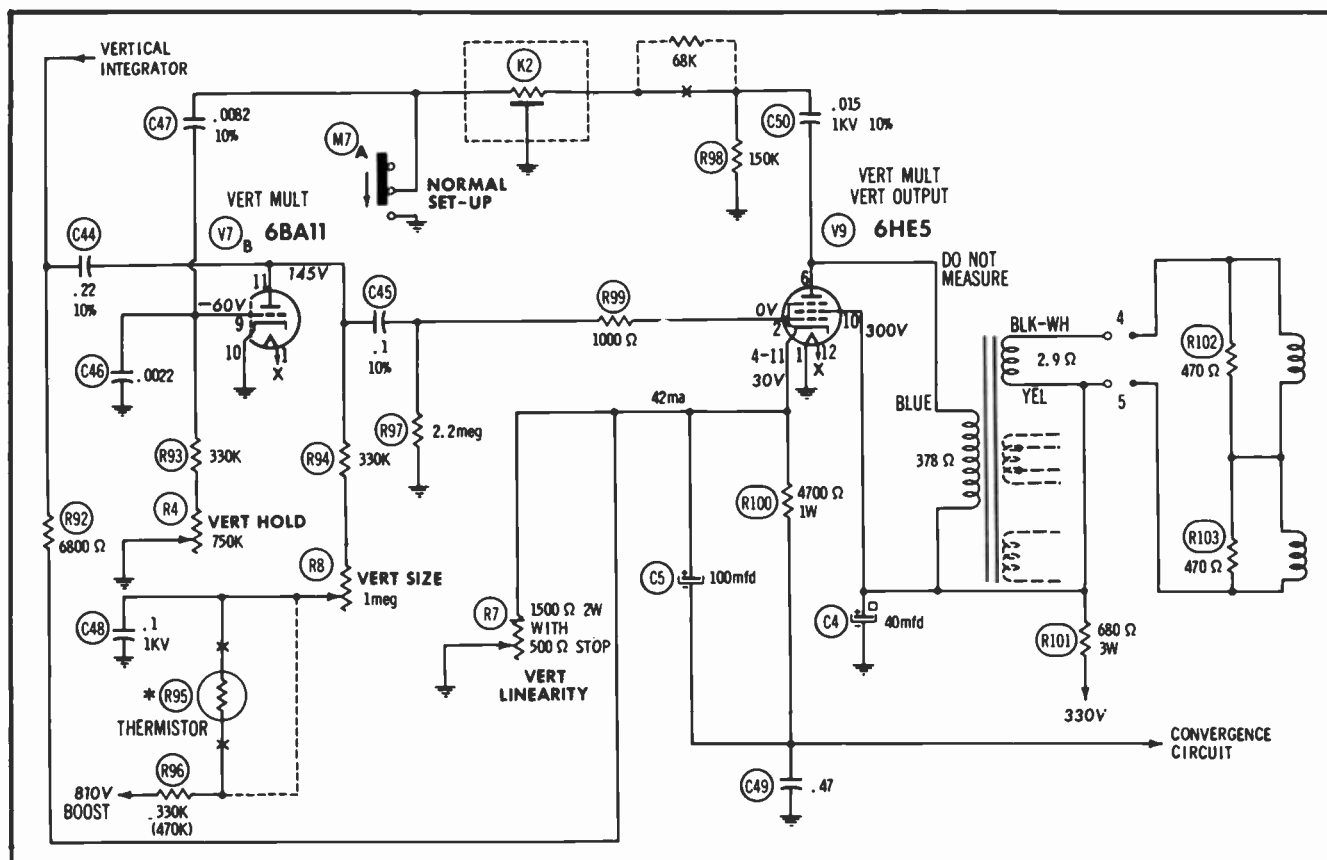 VERTICAL
INTEGRATOR
C47
.0082
10%
K2
68K
C50
.015
1KV 10%
M7
A
NORMAL
SET-UP
R98
150K
VERT MULT
VERT OUTPUT
VERT MULT
V7
B
6BA11
V9
6HE5
C44
.22
10%
11
145V
-60V
9
10
1
X
C45
.1
10%
R99
1000 Ω
0V
6
2
10
300V
4-11
1
12
X
30V
DO NOT
MEASURE
BLK-WH
4
2.9 Ω
YEL
5
R102
470 Ω
C46
.0022
42ma
BLUE
378 Ω
R97
2.2meg
R93
330K
R94
330K
R100
4700 Ω
1W
R92
6800 Ω
R4
VERT HOLD
750K
R8
VERT SIZE
1meg
C5
100mfd
R103
470 Ω
C48
.1
1KV
R7
1500 Ω 2W
WITH
500 Ω STOP
VERT
LINEARITY
C4
40mfd
R101
680 Ω
3W
330V
* R95
THERMISTOR
CONVERGENCE
CIRCUIT
R96
810V
BOOST
330K
(470K)
C49
.47